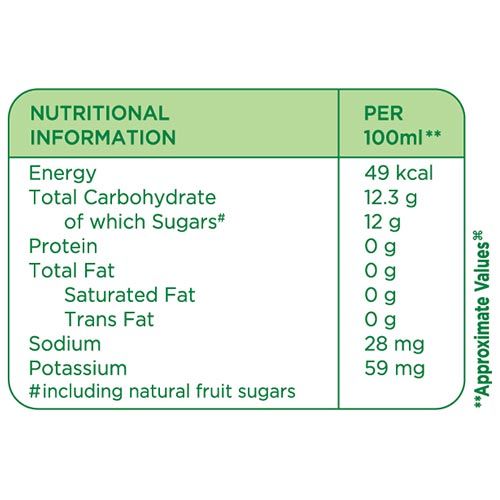 NUTRITIONAL INFORMATION PER 100ml**
Energy 49 kcal
Total Carbohydrate 12.3 g
of which Sugars# 12 g
Protein 0 g
Total Fat 0 g
Saturated Fat 0 g
Trans Fat 0 g
Sodium 28 mg
Potassium 59 mg
#including natural fruit sugars
**Approximate Values⌘